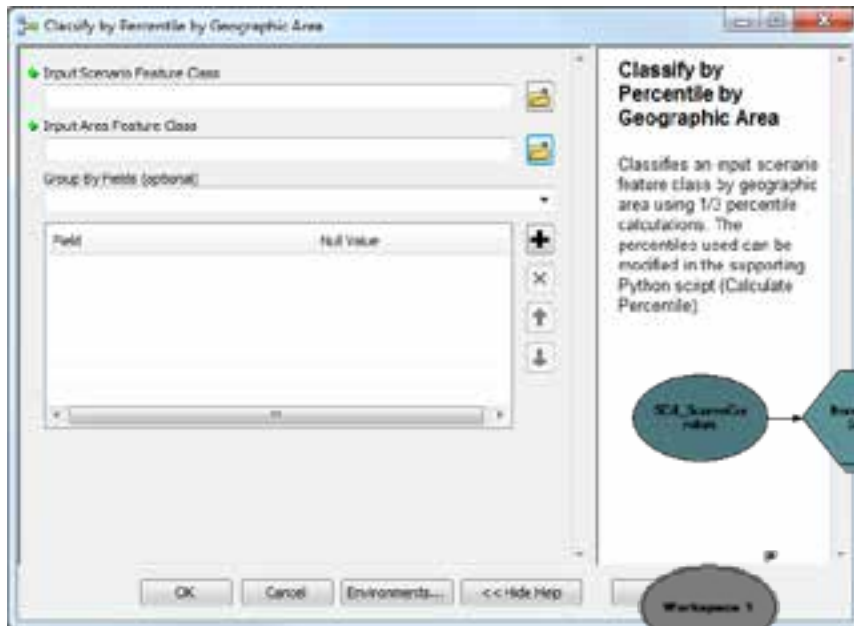 Classify by Percentile by Geographic Area
Input Scenario Feature Class
Input Area Feature Class
Group By Fields (optional)
Field Null Value
OK Cancel Environments... << Hide Help
Classify by
Percentile by
Geographic Area
Classifies an input scenario
feature class by geographic
area using 1/3 percentile
calculations. The
percentiles used can be
modified in the supporting
Python script (Calculate
Percentile)
Workspace 1